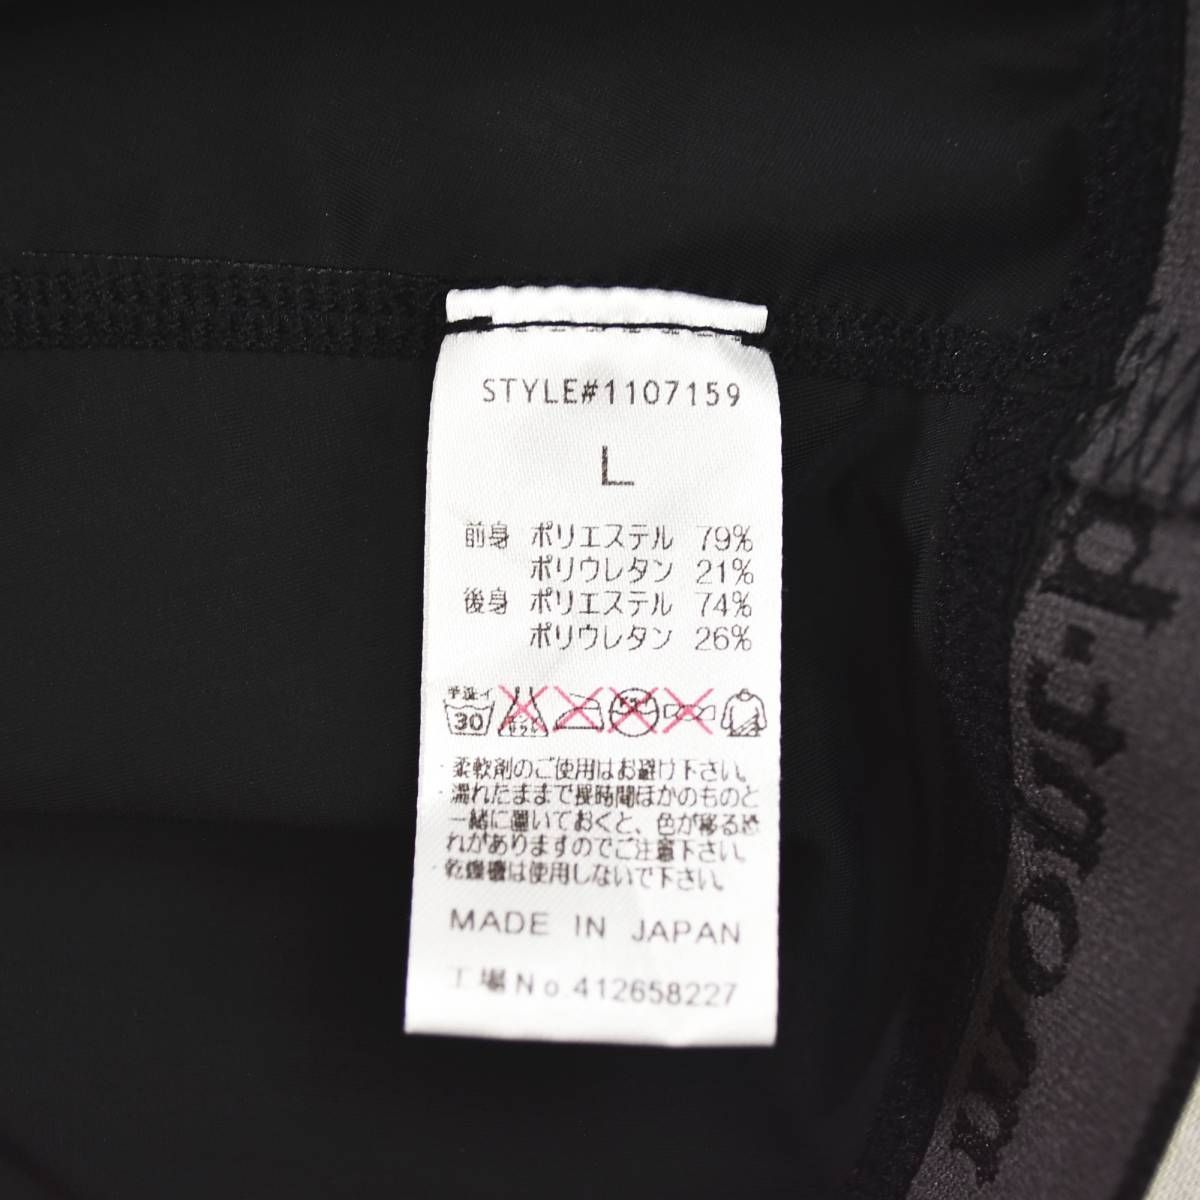 STYLE#1107159
L
前身 ポリエステル 79%
ポリウレタン 21%
後身 ポリエステル 74%
ポリウレタン 26%
手洗イ
30
柔軟剤のご使用はお避け下さい。
濡れたままで長時間ほかのものと
一緒に置いておくと、色が移る恐
れがありますのでご注意下さい。
乾燥機は使用しないで下さい。
MADE IN JAPAN
工場No.412658227